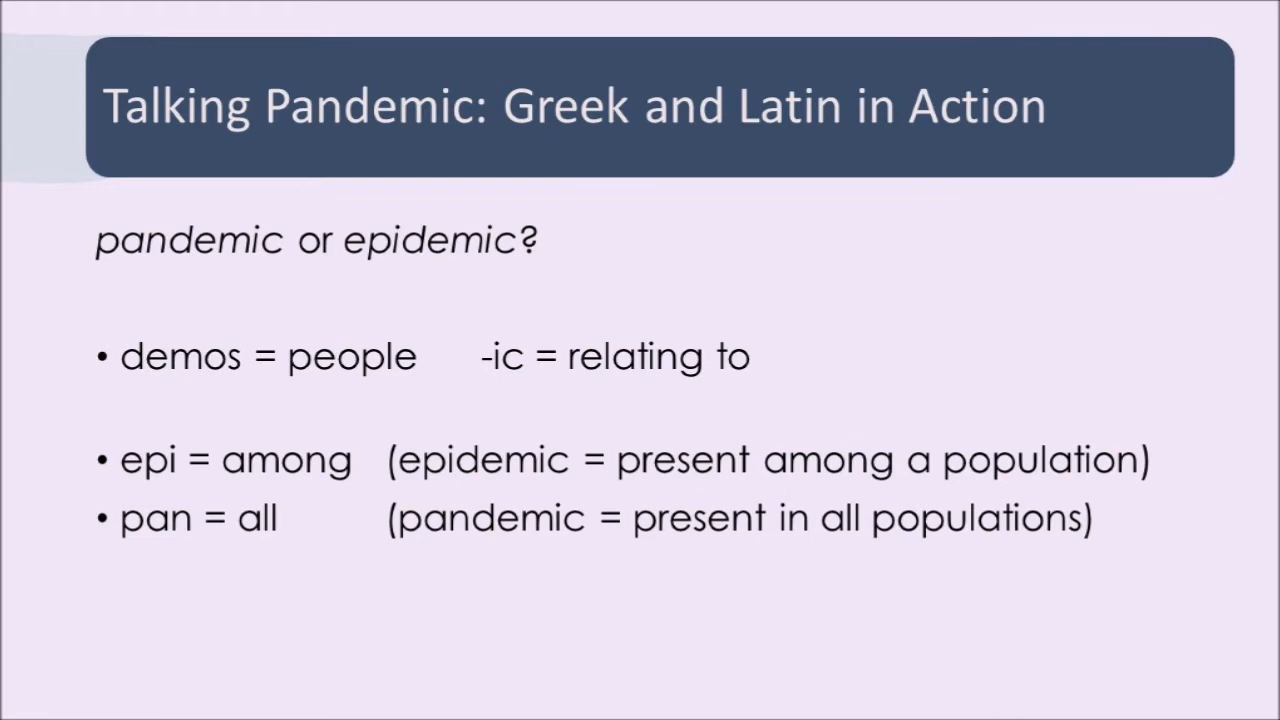 Talking Pandemic: Greek and Latin in Action
pandemic or epidemic?
• demos = people -ic = relating to
• epi = among (epidemic = present among a population)
• pan = all (pandemic = present in all populations)